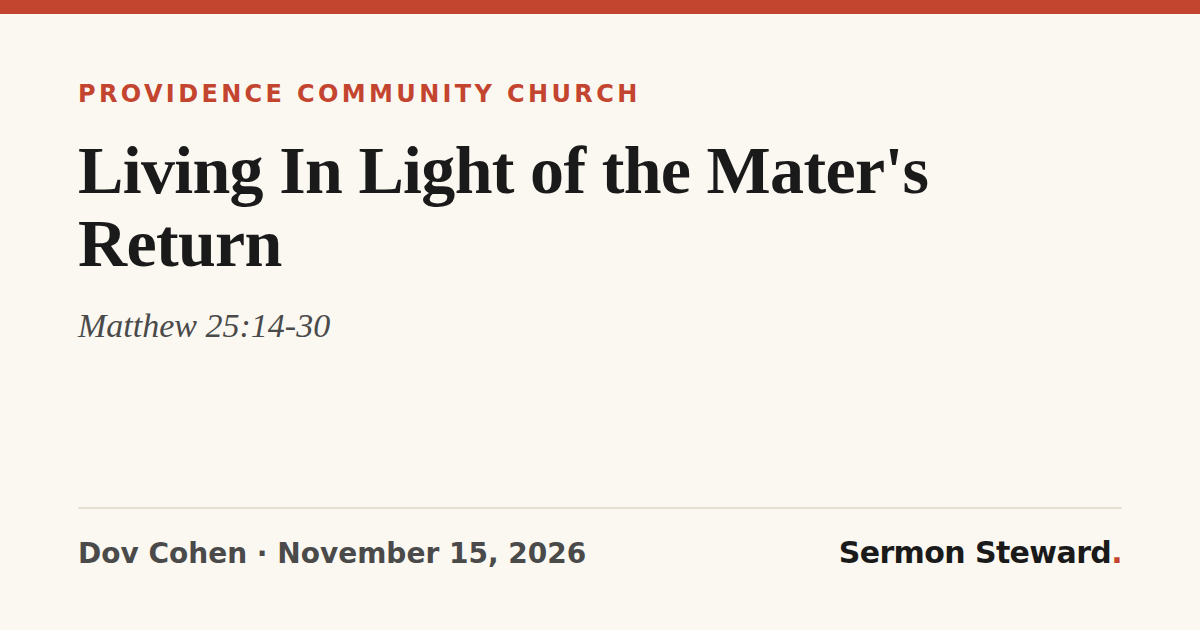 PROVIDENCE COMMUNITY CHURCH
Living In Light of the Mater's
Return
Matthew 25:14-30
Dov Cohen · November 15, 2026
Sermon Steward.